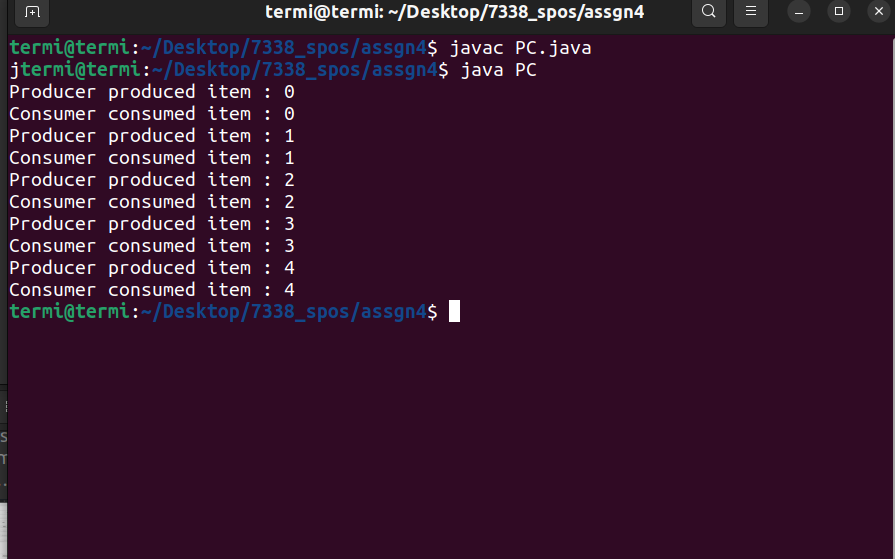 termi@termi: ~/Desktop/7338_spos/assgn4
termi@termi:~/Desktop/7338_spos/assgn4$ javac PC.java
jtermi@termi:~/Desktop/7338_spos/assgn4$ java PC
Producer produced item : 0
Consumer consumed item : 0
Producer produced item : 1
Consumer consumed item : 1
Producer produced item : 2
Consumer consumed item : 2
Producer produced item : 3
Consumer consumed item : 3
Producer produced item : 4
Consumer consumed item : 4
termi@termi:~/Desktop/7338_spos/assgn4$